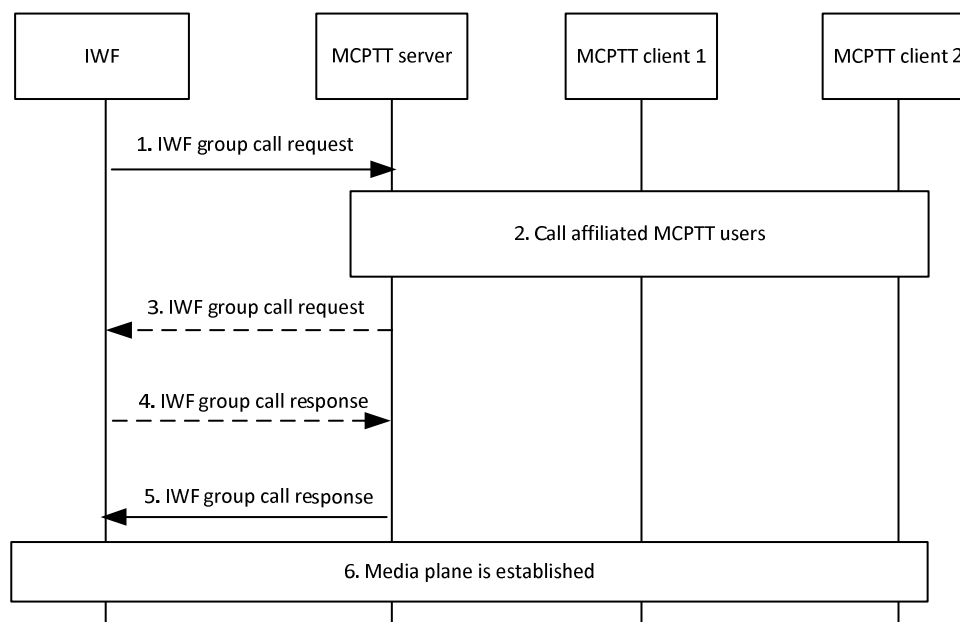 IWF
MCPTT server
MCPTT client 1
MCPTT client 2
1. IWF group call request
2. Call affiliated MCPTT users
3. IWF group call request
4. IWF group call response
5. IWF group call response
6. Media plane is established